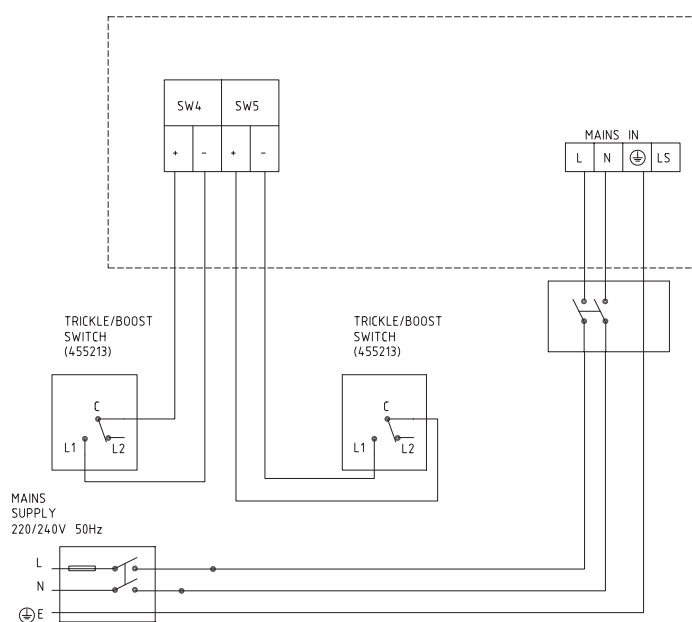 SW4 SW5
+ - + -
MAINS IN
L N LS
TRICKLE/BOOST
SWITCH
(455213)
C
L1 L2
TRICKLE/BOOST
SWITCH
(455213)
C
L1 L2
MAINS
SUPPLY
220/240V 50Hz
L
N
E